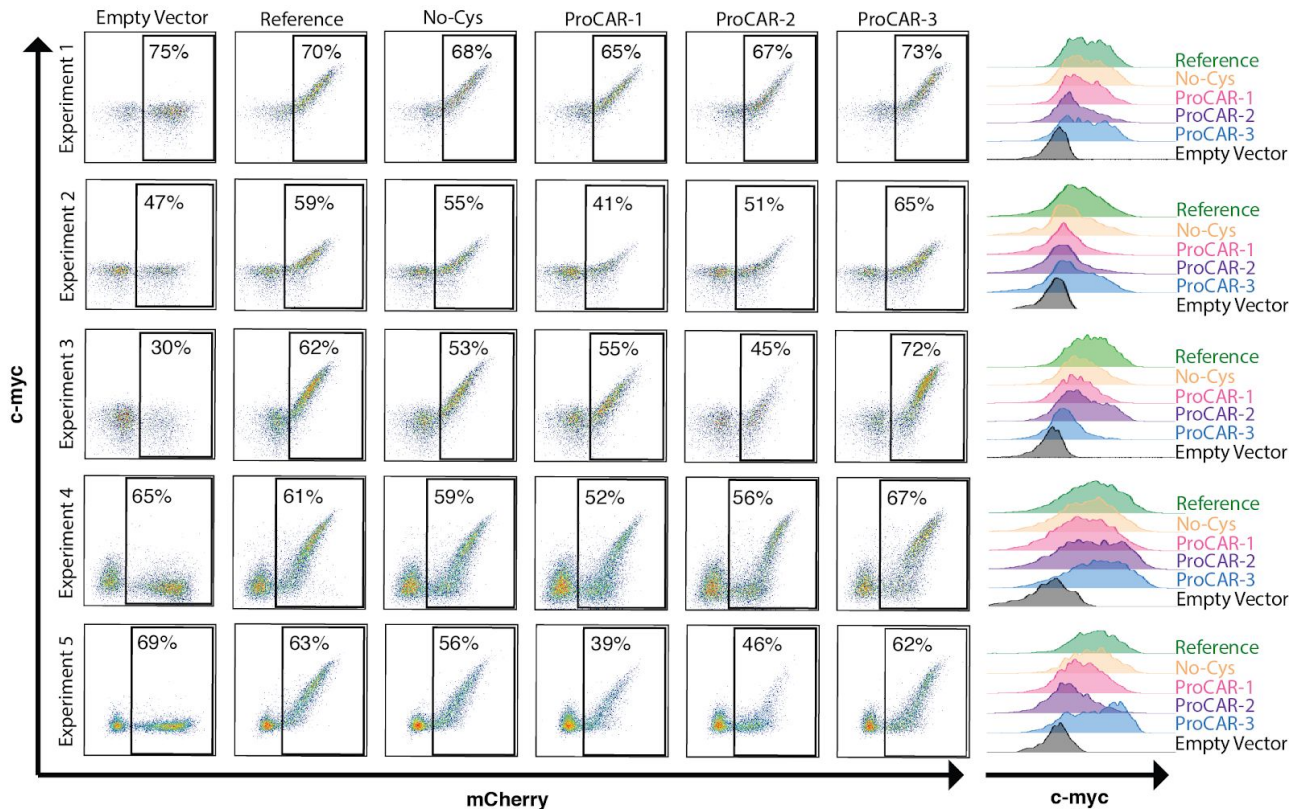 Empty Vector Reference No-Cys ProCAR-1 ProCAR-2 ProCAR-3
Experiment 1
75% 70% 68% 65% 67% 73%
Reference
No-Cys
ProCAR-1
ProCAR-2
ProCAR-3
Empty Vector
Experiment 2
47% 59% 55% 41% 51% 65%
Reference
No-Cys
ProCAR-1
ProCAR-2
ProCAR-3
Empty Vector
c-myc
Experiment 3
30% 62% 53% 55% 45% 72%
Reference
No-Cys
ProCAR-1
ProCAR-2
ProCAR-3
Empty Vector
Experiment 4
65% 61% 59% 52% 56% 67%
Reference
No-Cys
ProCAR-1
ProCAR-2
ProCAR-3
Empty Vector
Experiment 5
69% 63% 56% 39% 46% 62%
Reference
No-Cys
ProCAR-1
ProCAR-2
ProCAR-3
Empty Vector
mCherry
c-myc